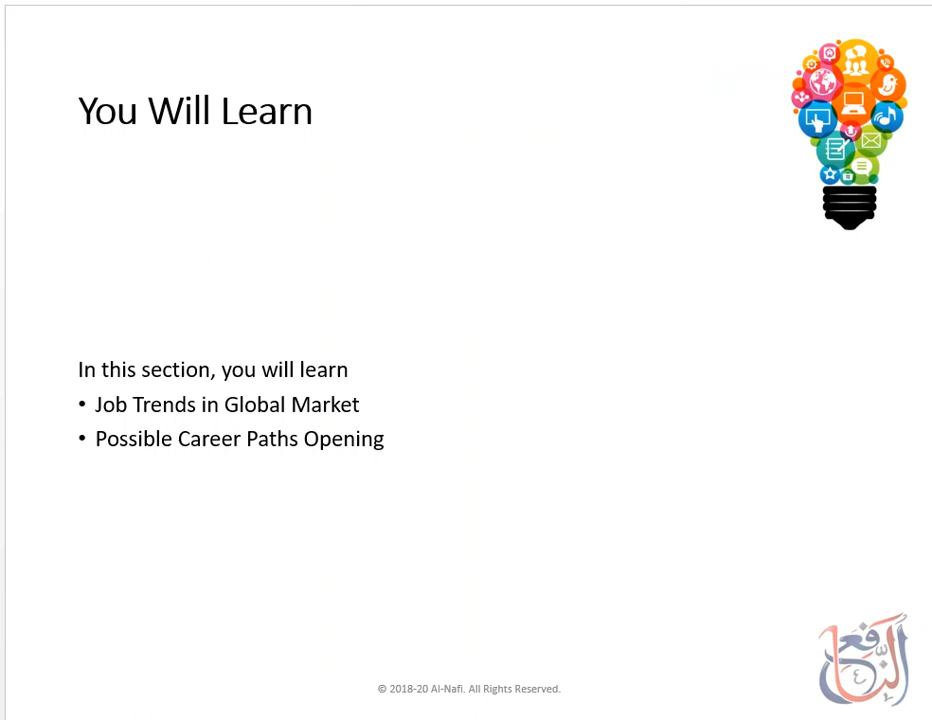 You Will Learn
In this section, you will learn
• Job Trends in Global Market
• Possible Career Paths Opening
© 2018-20 Al-Nafi. All Rights Reserved.
النافع